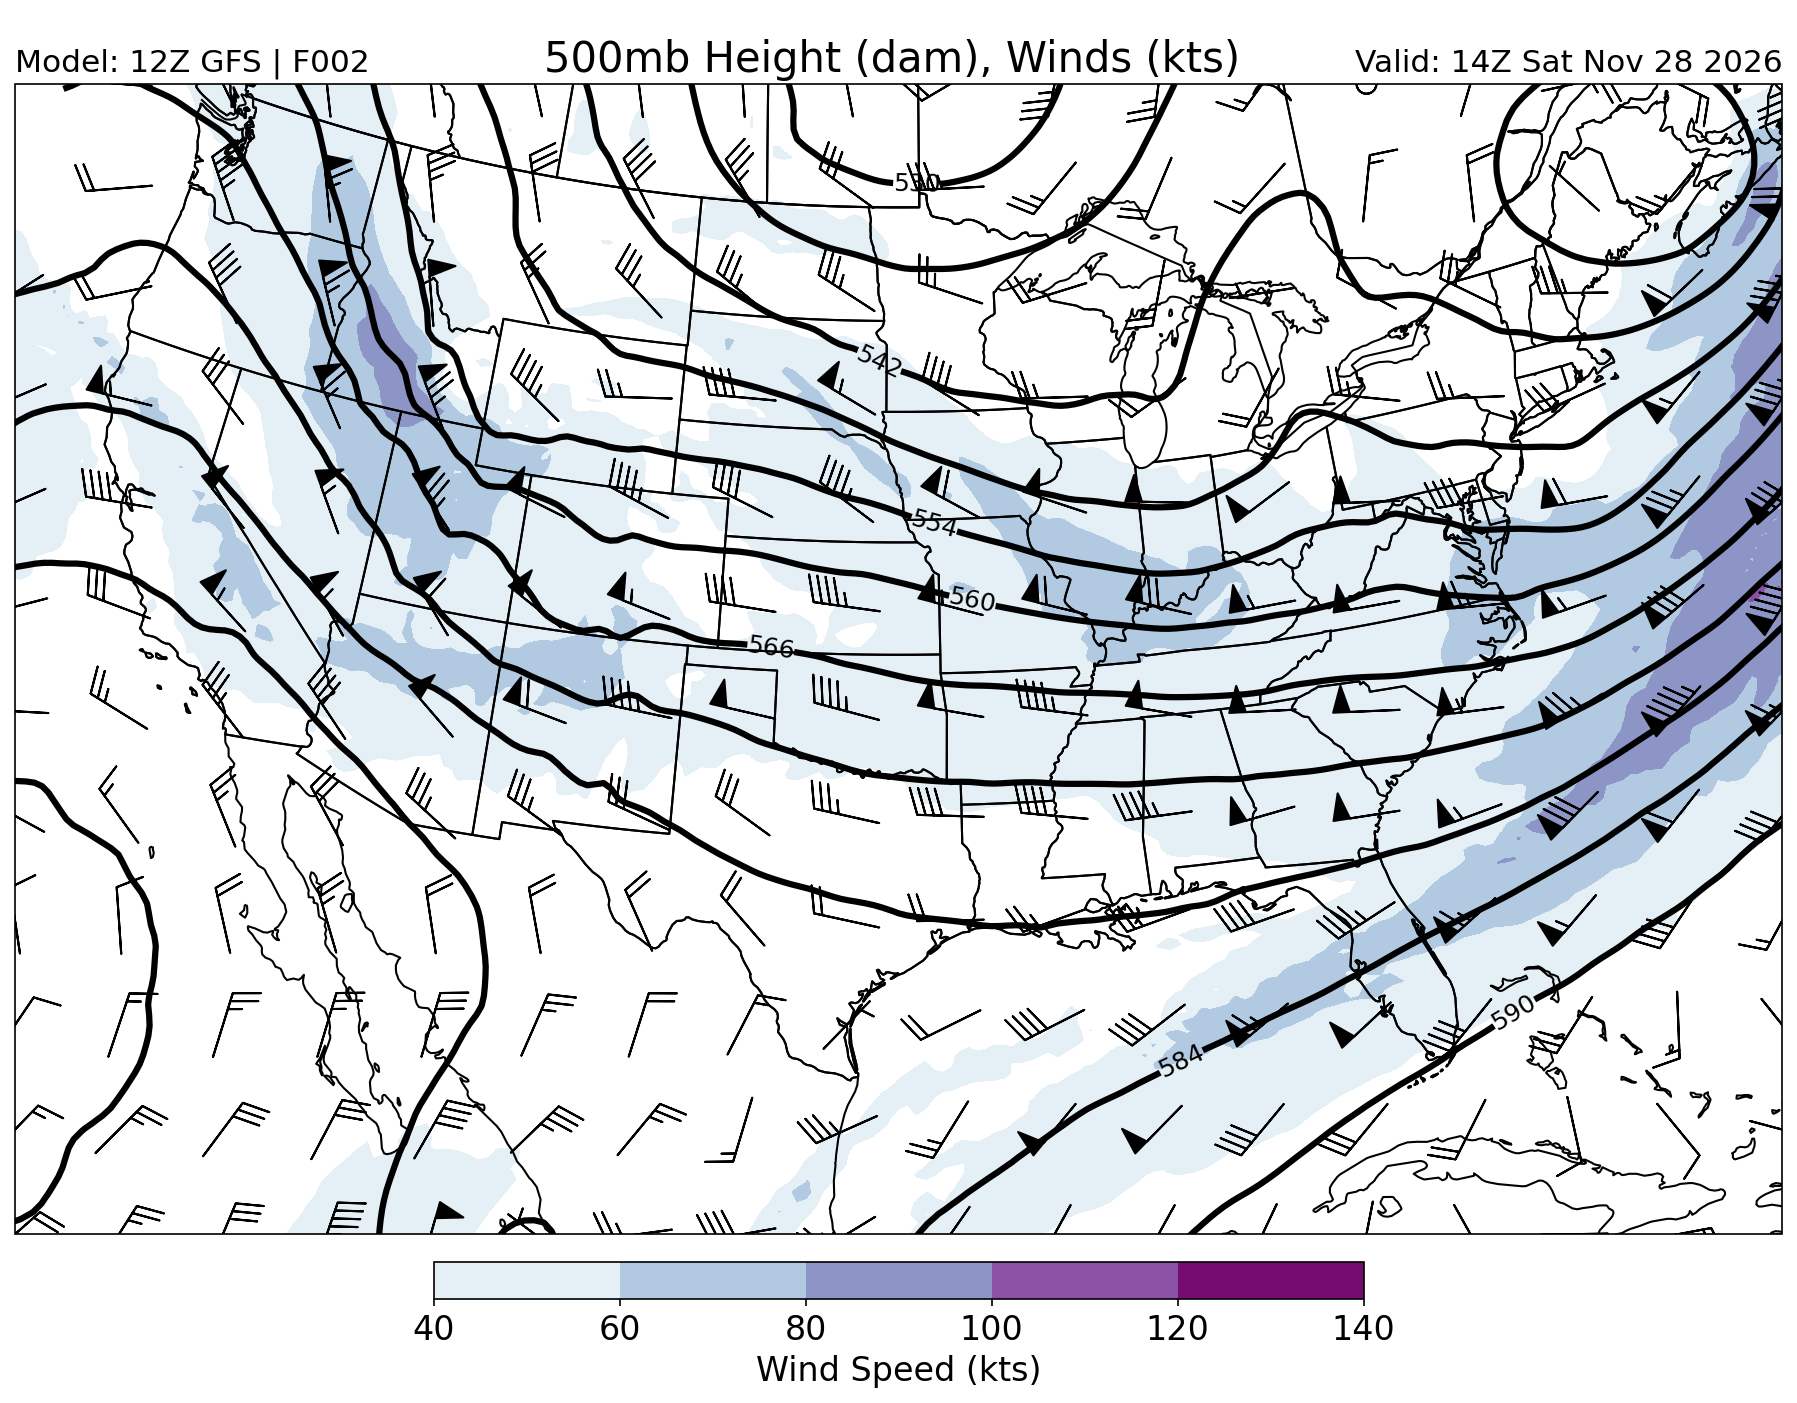 500mb Height (dam), Winds (kts)
Model: 12Z GFS | F002
Valid: 14Z Sat Nov 28 2026
530
542
554
560
566
590
584
40 60 80 100 120 140
Wind Speed (kts)